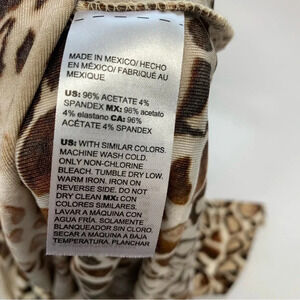 MADE IN MEXICO/ HECHO
EN MÉXICO/ FABRIQUÉ AU
MEXIQUE
US: 96% ACETATE 4%
SPANDEX MX: 96% acetato
4% elastano CA: 96%
ACÉTATE 4% SPANDEX
US: WITH SIMILAR COLORS.
MACHINE WASH COLD.
ONLY NON-CHLORINE
BLEACH. TUMBLE DRY LOW.
WARM IRON. IRON ON
REVERSE SIDE. DO NOT
DRY CLEAN MX: CON
COLORES SIMILARES.
LAVAR A MÁQUINA CON
AGUA FRÍA. SOLAMENTE
BLANQUEADOR SIN CLORO.
SECAR A MÁQUINA A BAJA
TEMPERATURA. PLANCHAR